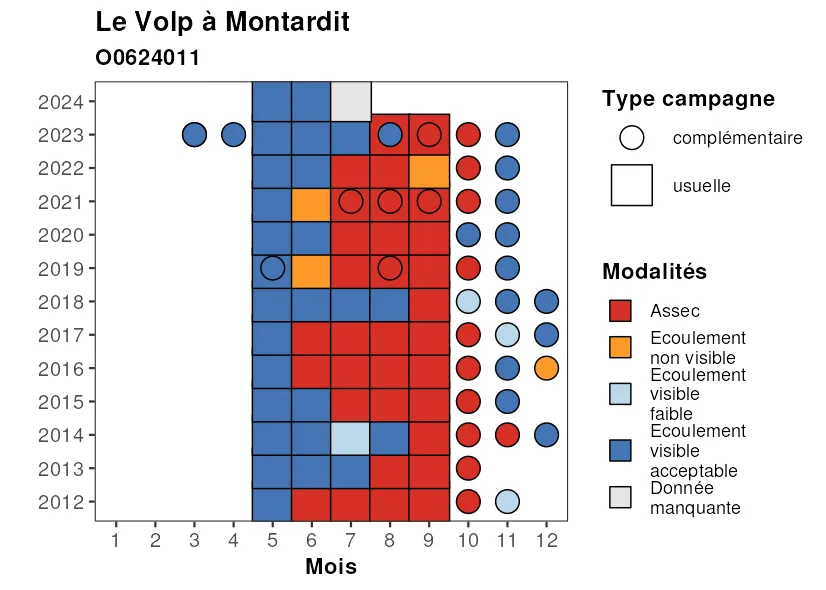 Le Volp à Montardit
O0624011
2024
2023
2022
2021
2020
2019
2018
2017
2016
2015
2014
2013
2012
1 2 3 4 5 6 7 8 9 10 11 12
Mois
Type campagne
complémentaire
usuelle
Modalités
Assec
Ecoulement
non visible
Ecoulement
visible
faible
Ecoulement
visible
acceptable
Donnée
manquante